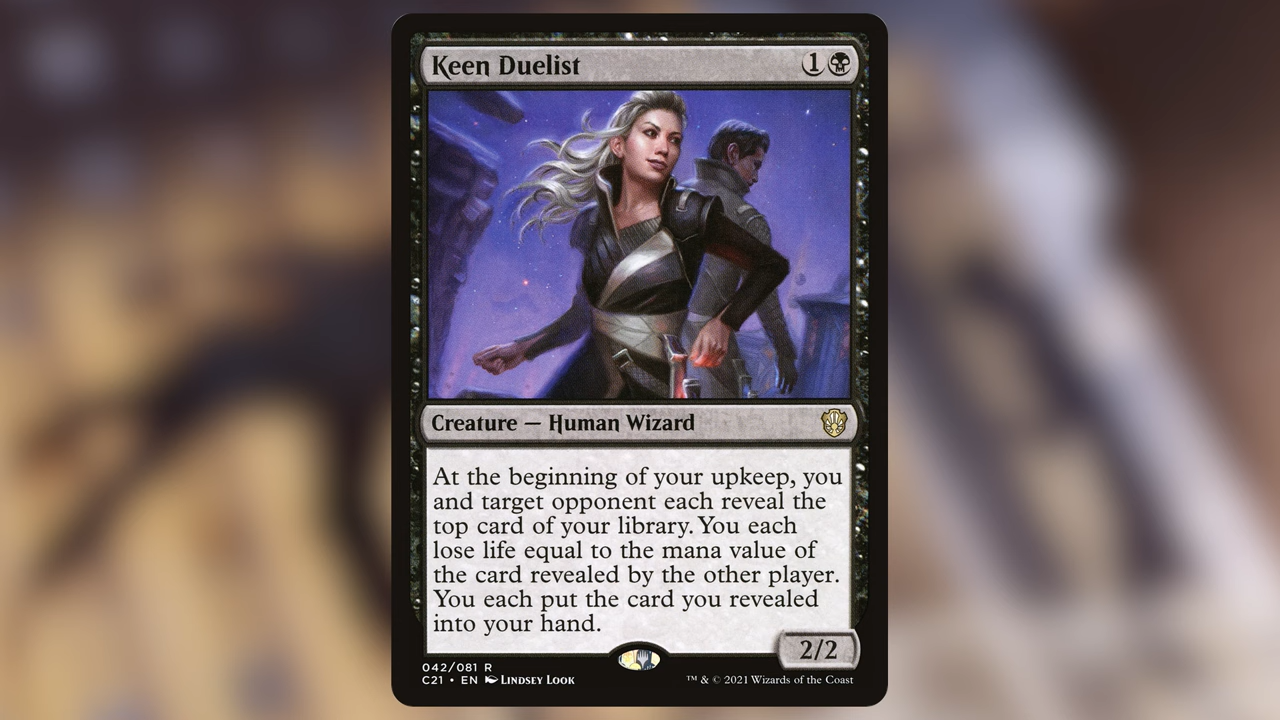 Keen Duelist 1
Creature — Human Wizard
At the beginning of your upkeep, you
and target opponent each reveal the
top card of your library. You each
lose life equal to the mana value of
the card revealed by the other player.
You each put the card you revealed
into your hand.
2/2
042/081 R
C21 • EN LINDSEY LOOK
™ & © 2021 Wizards of the Coast